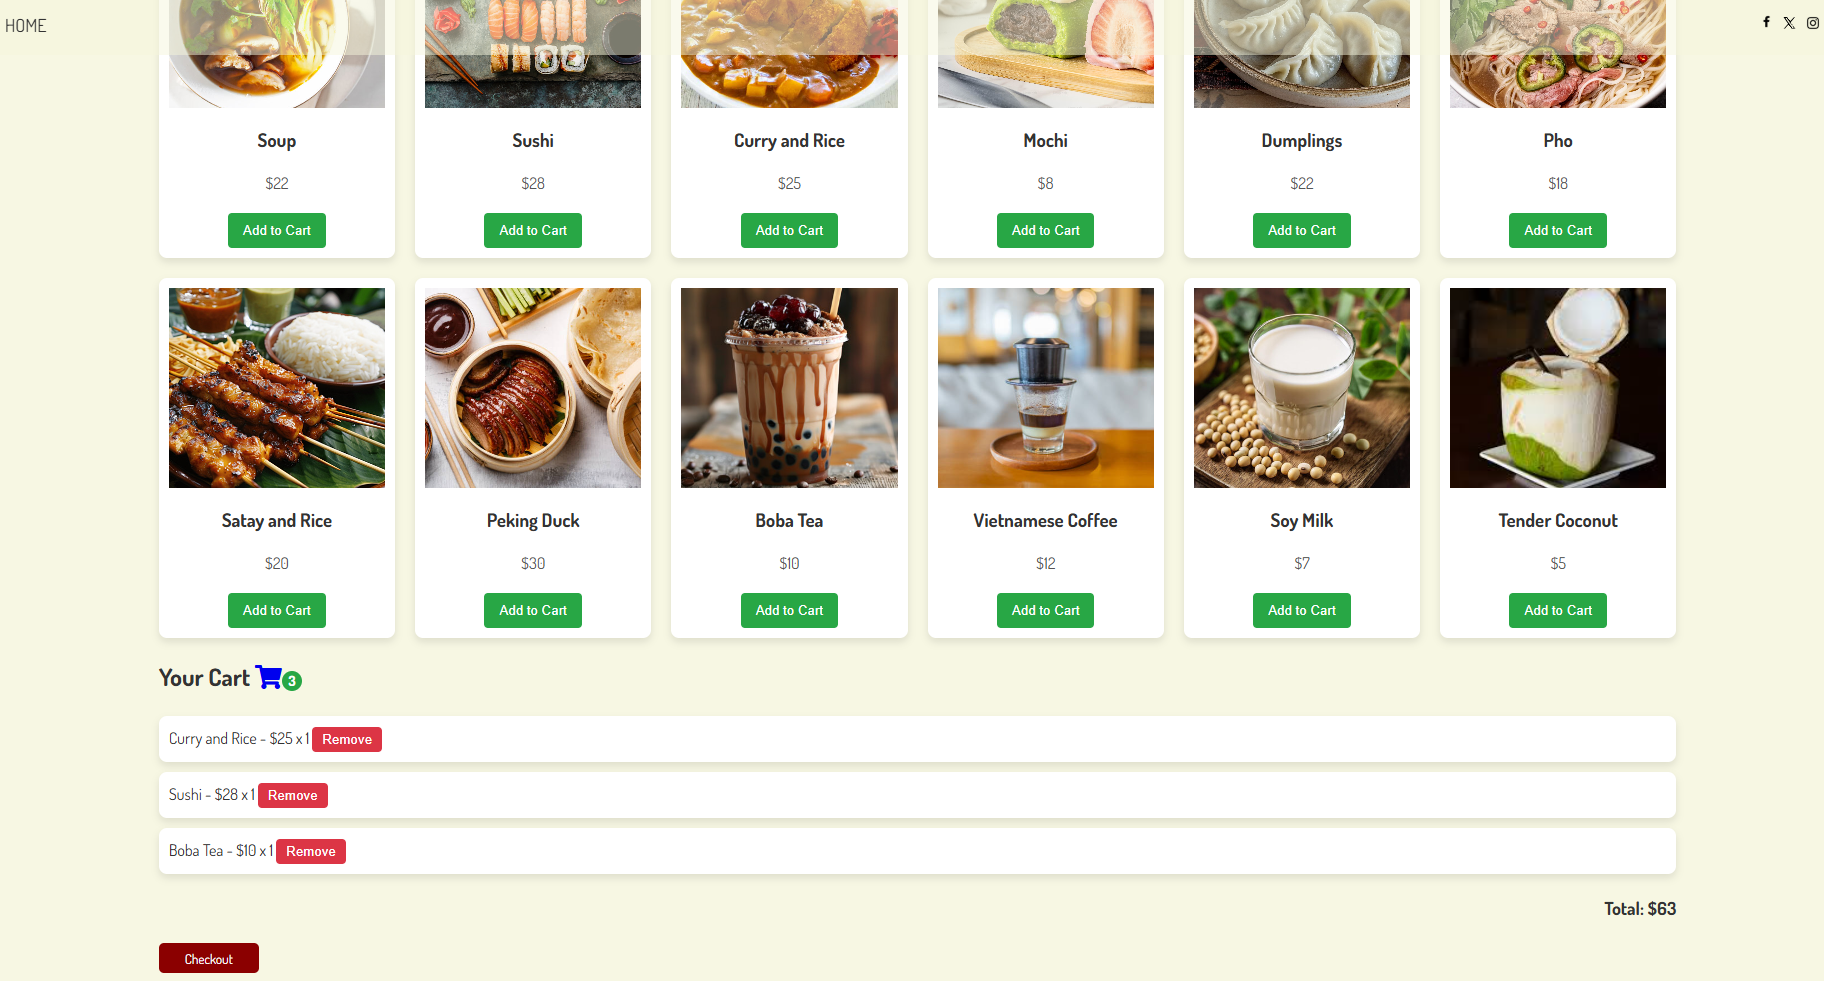 HOME
Soup
$22
Add to Cart
Sushi
$28
Add to Cart
Curry and Rice
$25
Add to Cart
Mochi
$8
Add to Cart
Dumplings
$22
Add to Cart
Pho
$18
Add to Cart
Satay and Rice
$20
Add to Cart
Peking Duck
$30
Add to Cart
Boba Tea
$10
Add to Cart
Vietnamese Coffee
$12
Add to Cart
Soy Milk
$7
Add to Cart
Tender Coconut
$5
Add to Cart
Your Cart 3
Curry and Rice - $25 x 1 Remove
Sushi - $28 x 1 Remove
Boba Tea - $10 x 1 Remove
Total: $63
Checkout